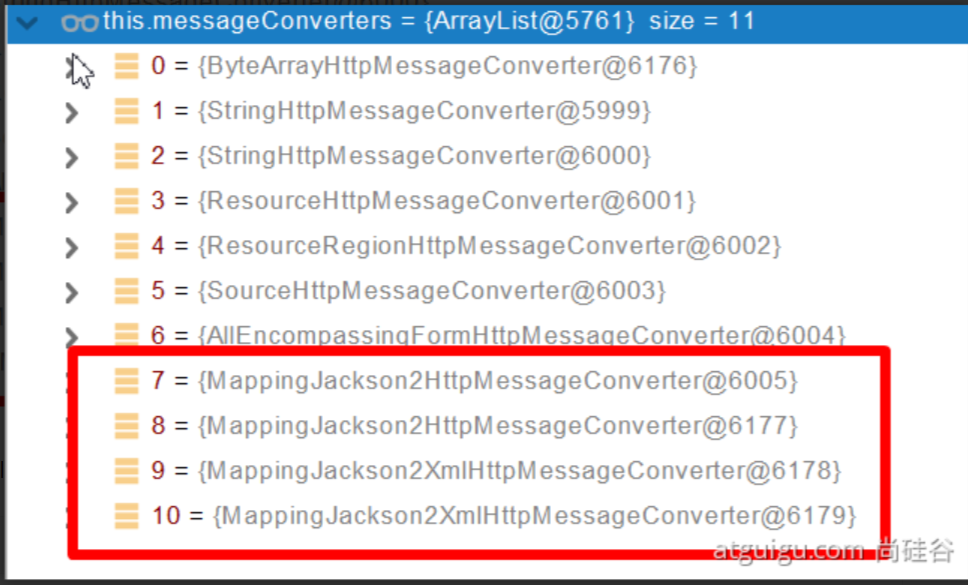 this.messageConverters = {ArrayList@5761} size = 11
0 = {ByteArrayHttpMessageConverter@6176}
1 = {StringHttpMessageConverter@5999}
2 = {StringHttpMessageConverter@6000}
3 = {ResourceHttpMessageConverter@6001}
4 = {ResourceRegionHttpMessageConverter@6002}
5 = {SourceHttpMessageConverter@6003}
6 = {AllEncompassingFormHttpMessageConverter@6004}
7 = {MappingJackson2HttpMessageConverter@6005}
8 = {MappingJackson2HttpMessageConverter@6177}
9 = {MappingJackson2XmlHttpMessageConverter@6178}
10 = {MappingJackson2XmlHttpMessageConverter@6179}
atguigu.com 尚硅谷